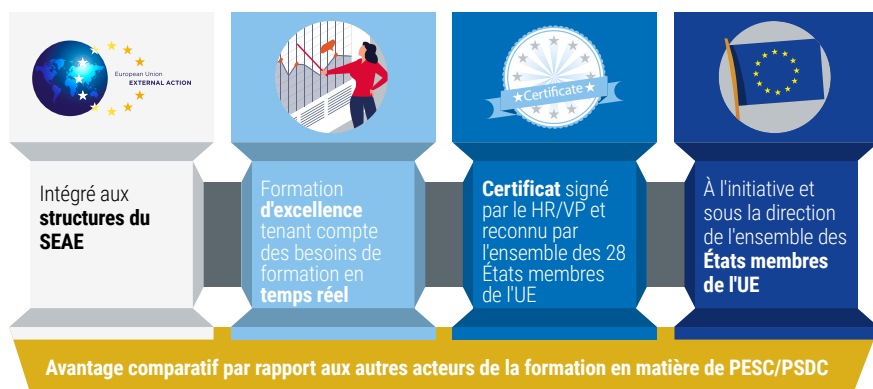 European Union
EXTERNAL ACTION
Intégré aux
structures du
SEAE
Formation
d'excellence
tenant compte
des besoins de
formation en
temps réel
★Certificate★
Certificat signé
par le HR/VP et
reconnu par
l'ensemble des 28
États membres
de l'UE
À l'initiative et
sous la direction
de l'ensemble des
États membres
de l'UE
Avantage comparatif par rapport aux autres acteurs de la formation en matière de PESC/PSDC